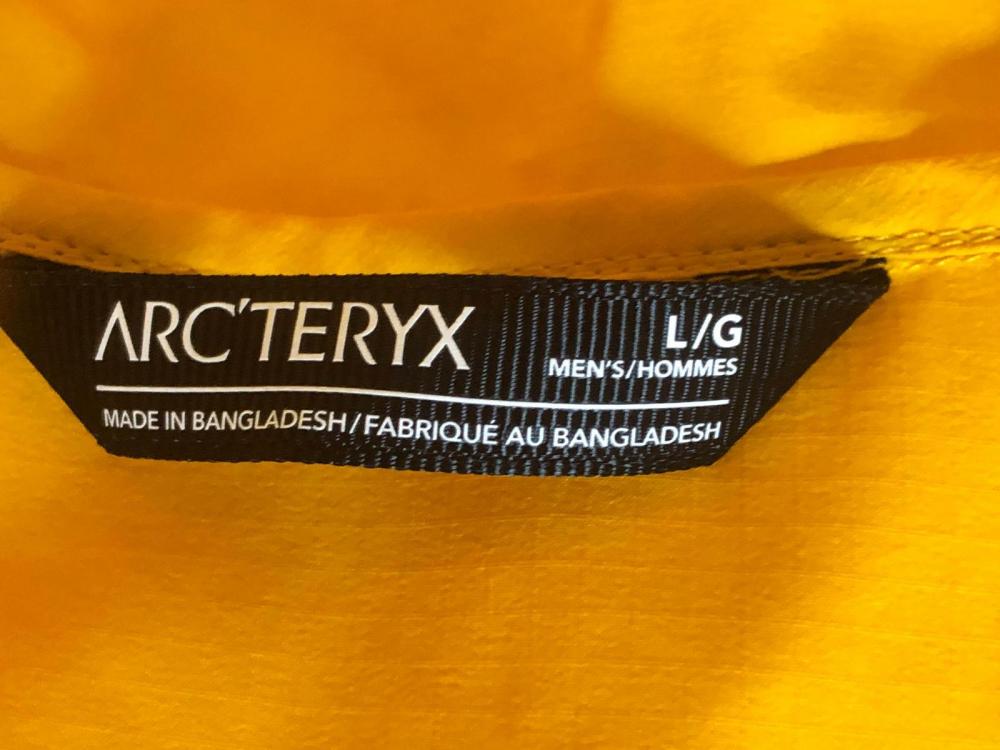 ARC'TERYX
L/G
MEN'S/HOMMES
MADE IN BANGLADESH/FABRIQUÉ AU BANGLADESH